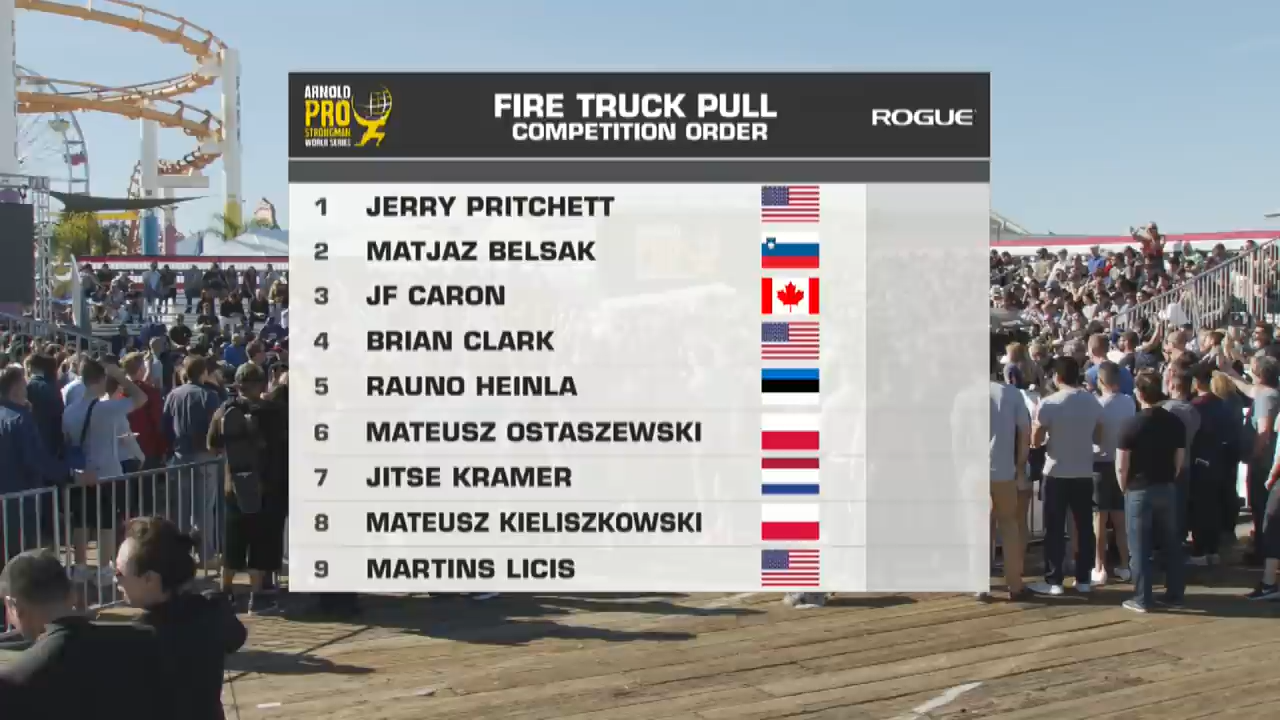 ARNOLD
PRO
STRONGMAN
WORLD SERIES
FIRE TRUCK PULL
COMPETITION ORDER
ROGUE
1 JERRY PRITCHETT
2 MATJAZ BELSAK
3 JF CARON
4 BRIAN CLARK
5 RAUNO HEINLA
6 MATEUSZ OSTASZEWSKI
7 JITSE KRAMER
8 MATEUSZ KIELISZKOWSKI
9 MARTINS LICIS